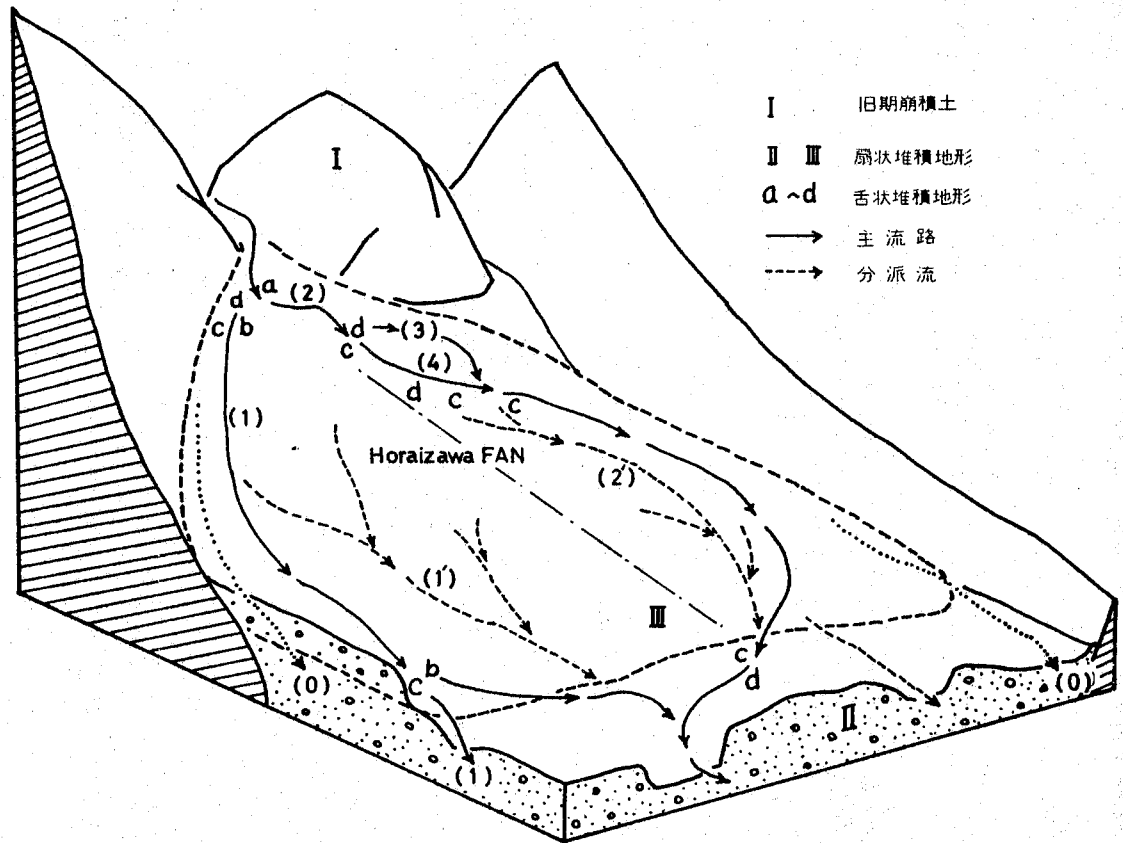 I
I 旧期崩積土
II III 扇状堆積地形
a~d 舌状堆積地形
主流路
分派流
a (2)
d
c b
d (3)
c
(4)
d c c
(1)
Horaizawa FAN
(2')
(1')
III
b
c
c
d
(0)
(0)
II
(1)